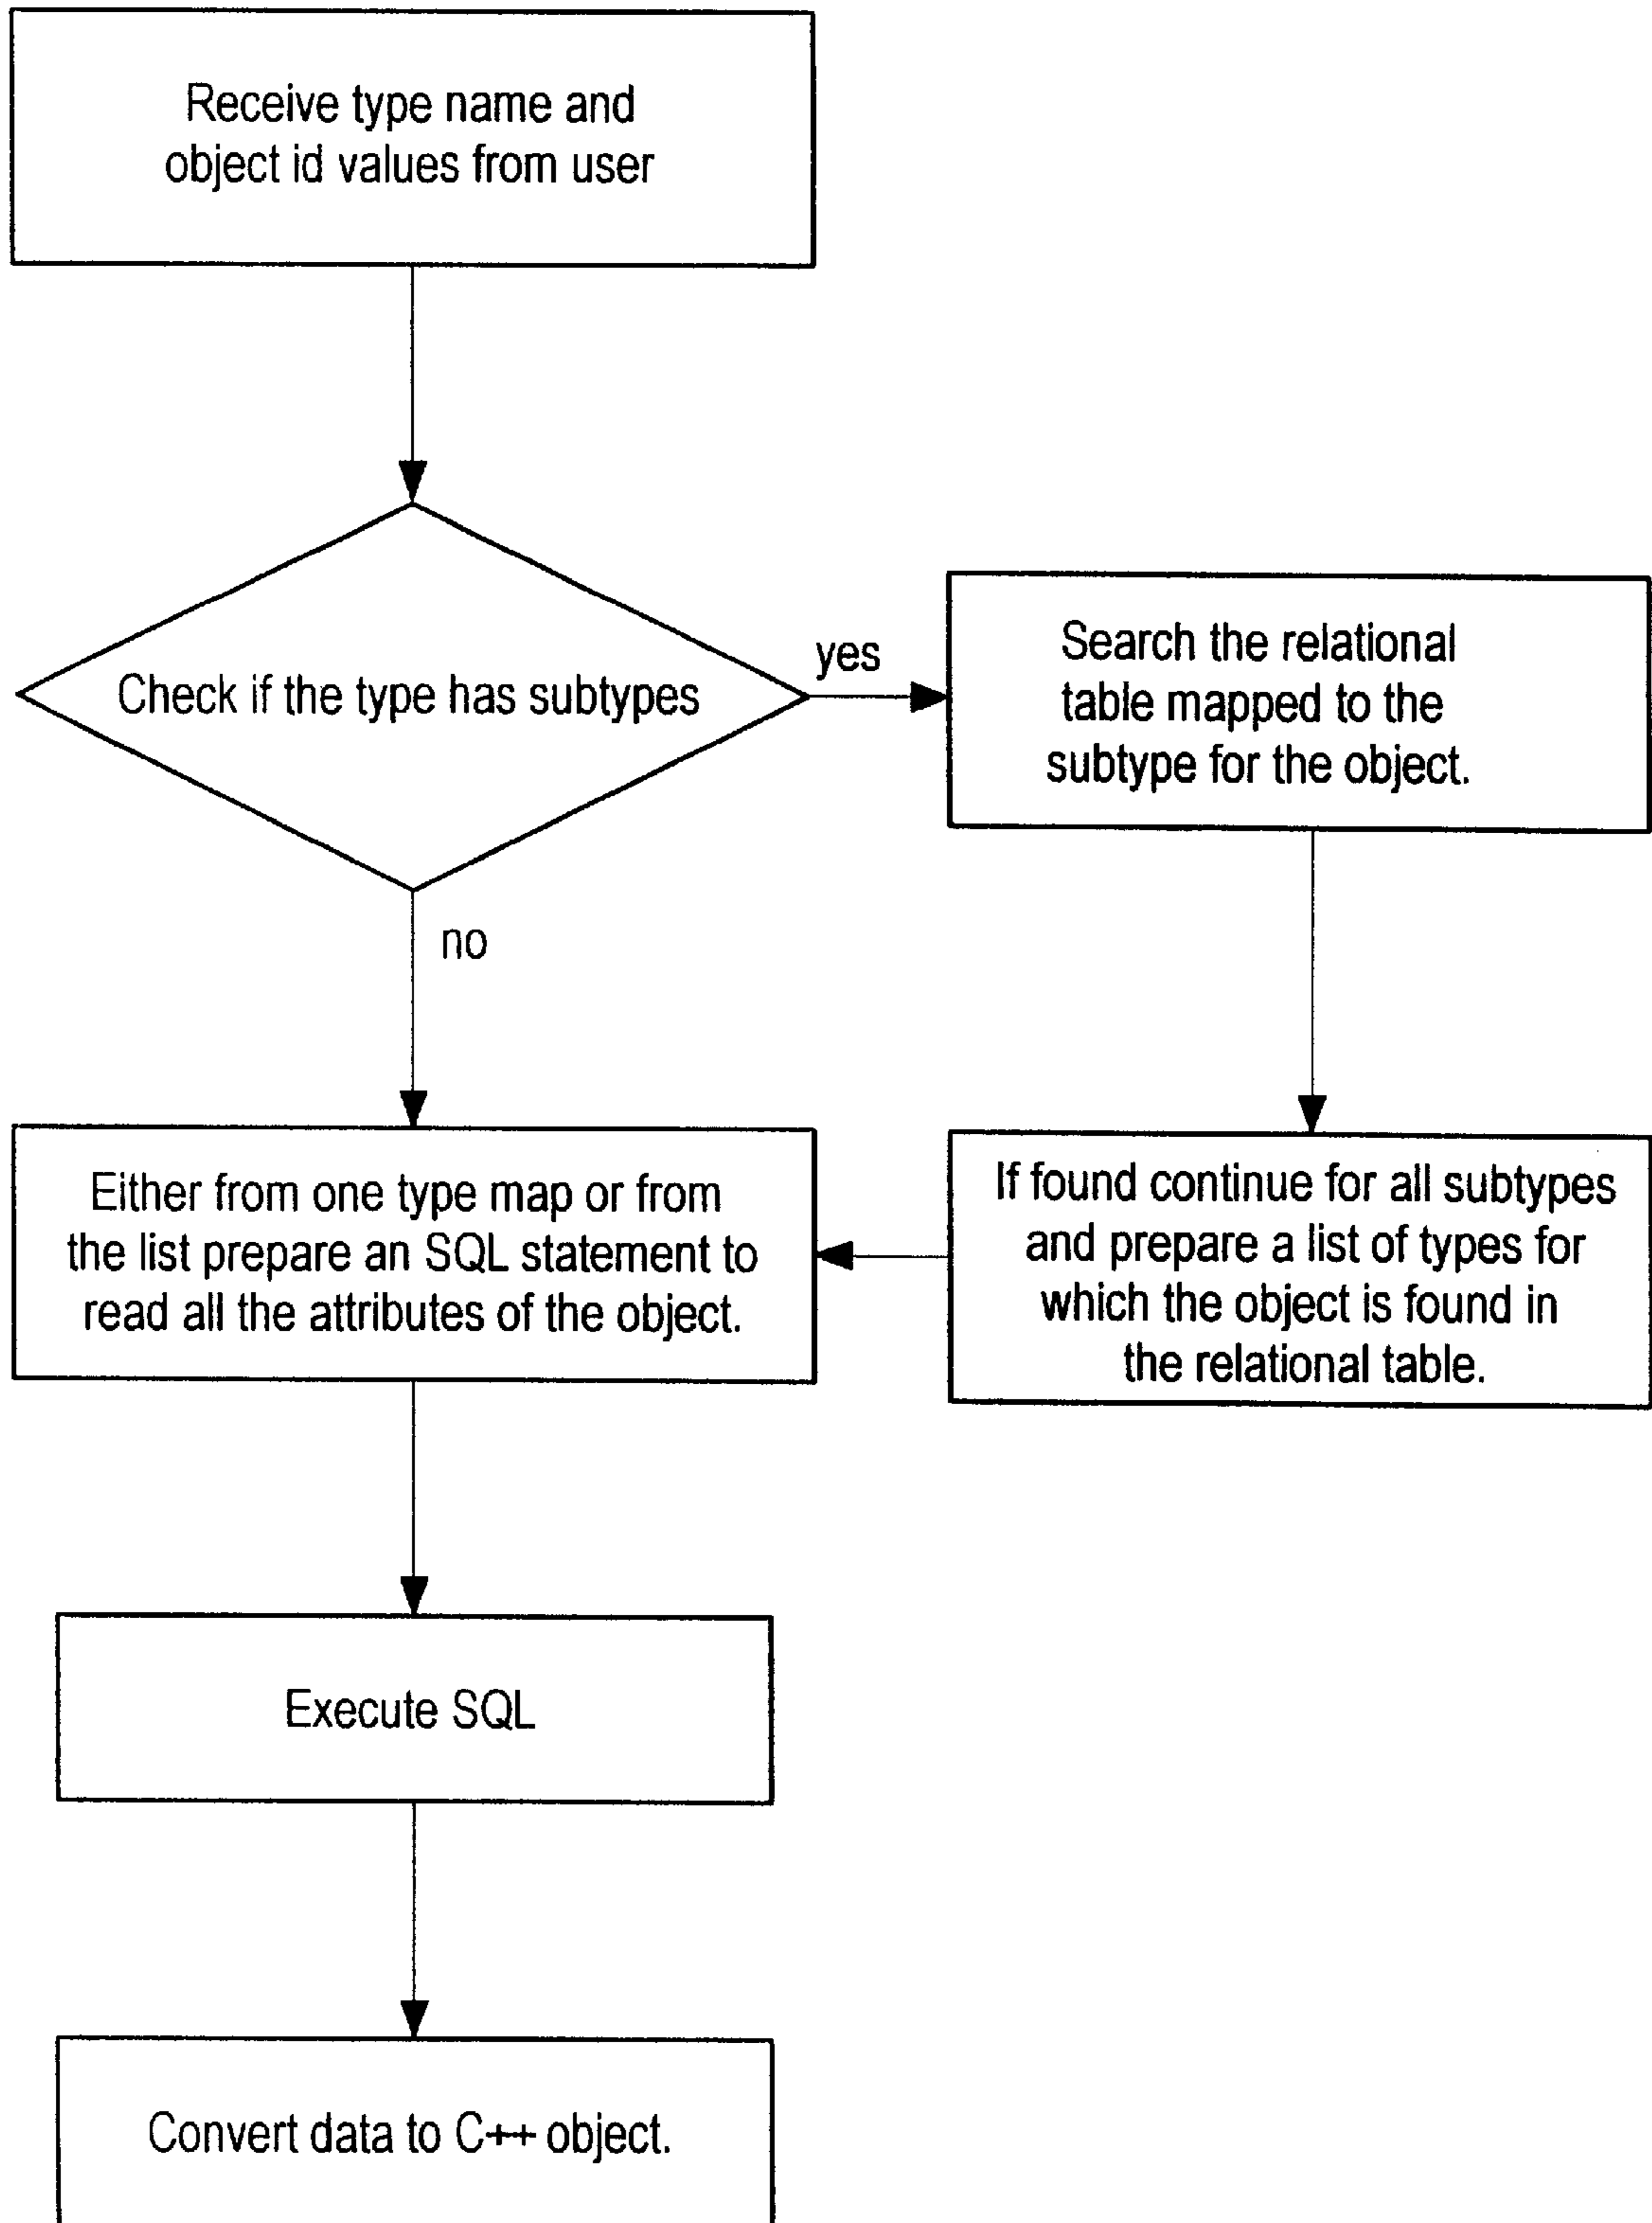 Receive type name and
object id values from user
Check if the type has subtypes
yes
Search the relational
table mapped to the
subtype for the object.
no
Either from one type map or from
the list prepare an SQL statement to
read all the attributes of the object.
If found continue for all subtypes
and prepare a list of types for
which the object is found in
the relational table.
Execute SQL
Convert data to C++ object.